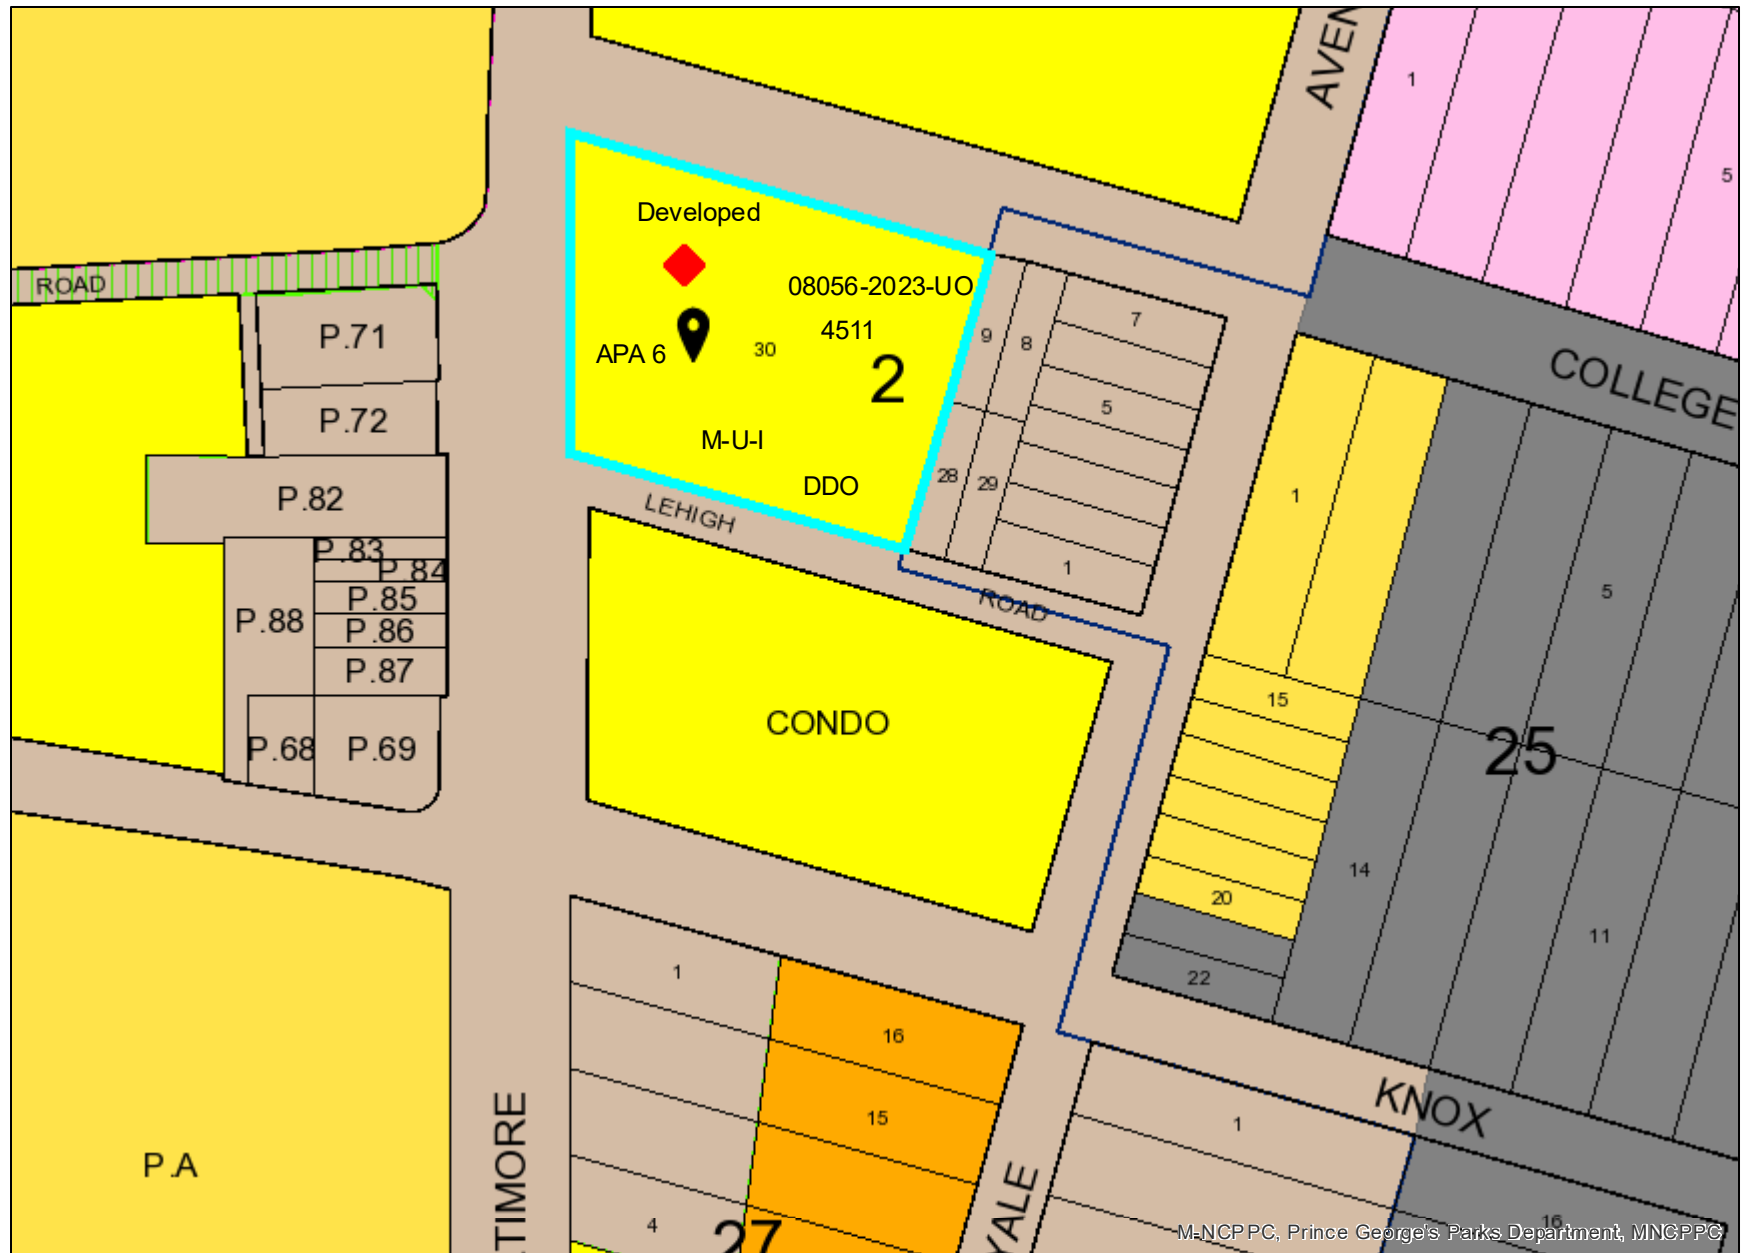 AVEN
1
5
Developed
ROAD
08056-2023-UO
7
P.71
4511
9
8
APA 6
30
2
COLLEGE
P.72
5
M-U-I
28
29
DDO
1
P.82
LEHIGH
P.83
P.84
1
5
P.85
ROAD
P.88
P.86
P.87
15
CONDO
25
P.68
P.69
14
20
11
1
22
16
KNOX
15
1
P.A
TIMORE
YALE
4
27
16
M-NCPPC, Prince George's Parks Department, MNCPPC